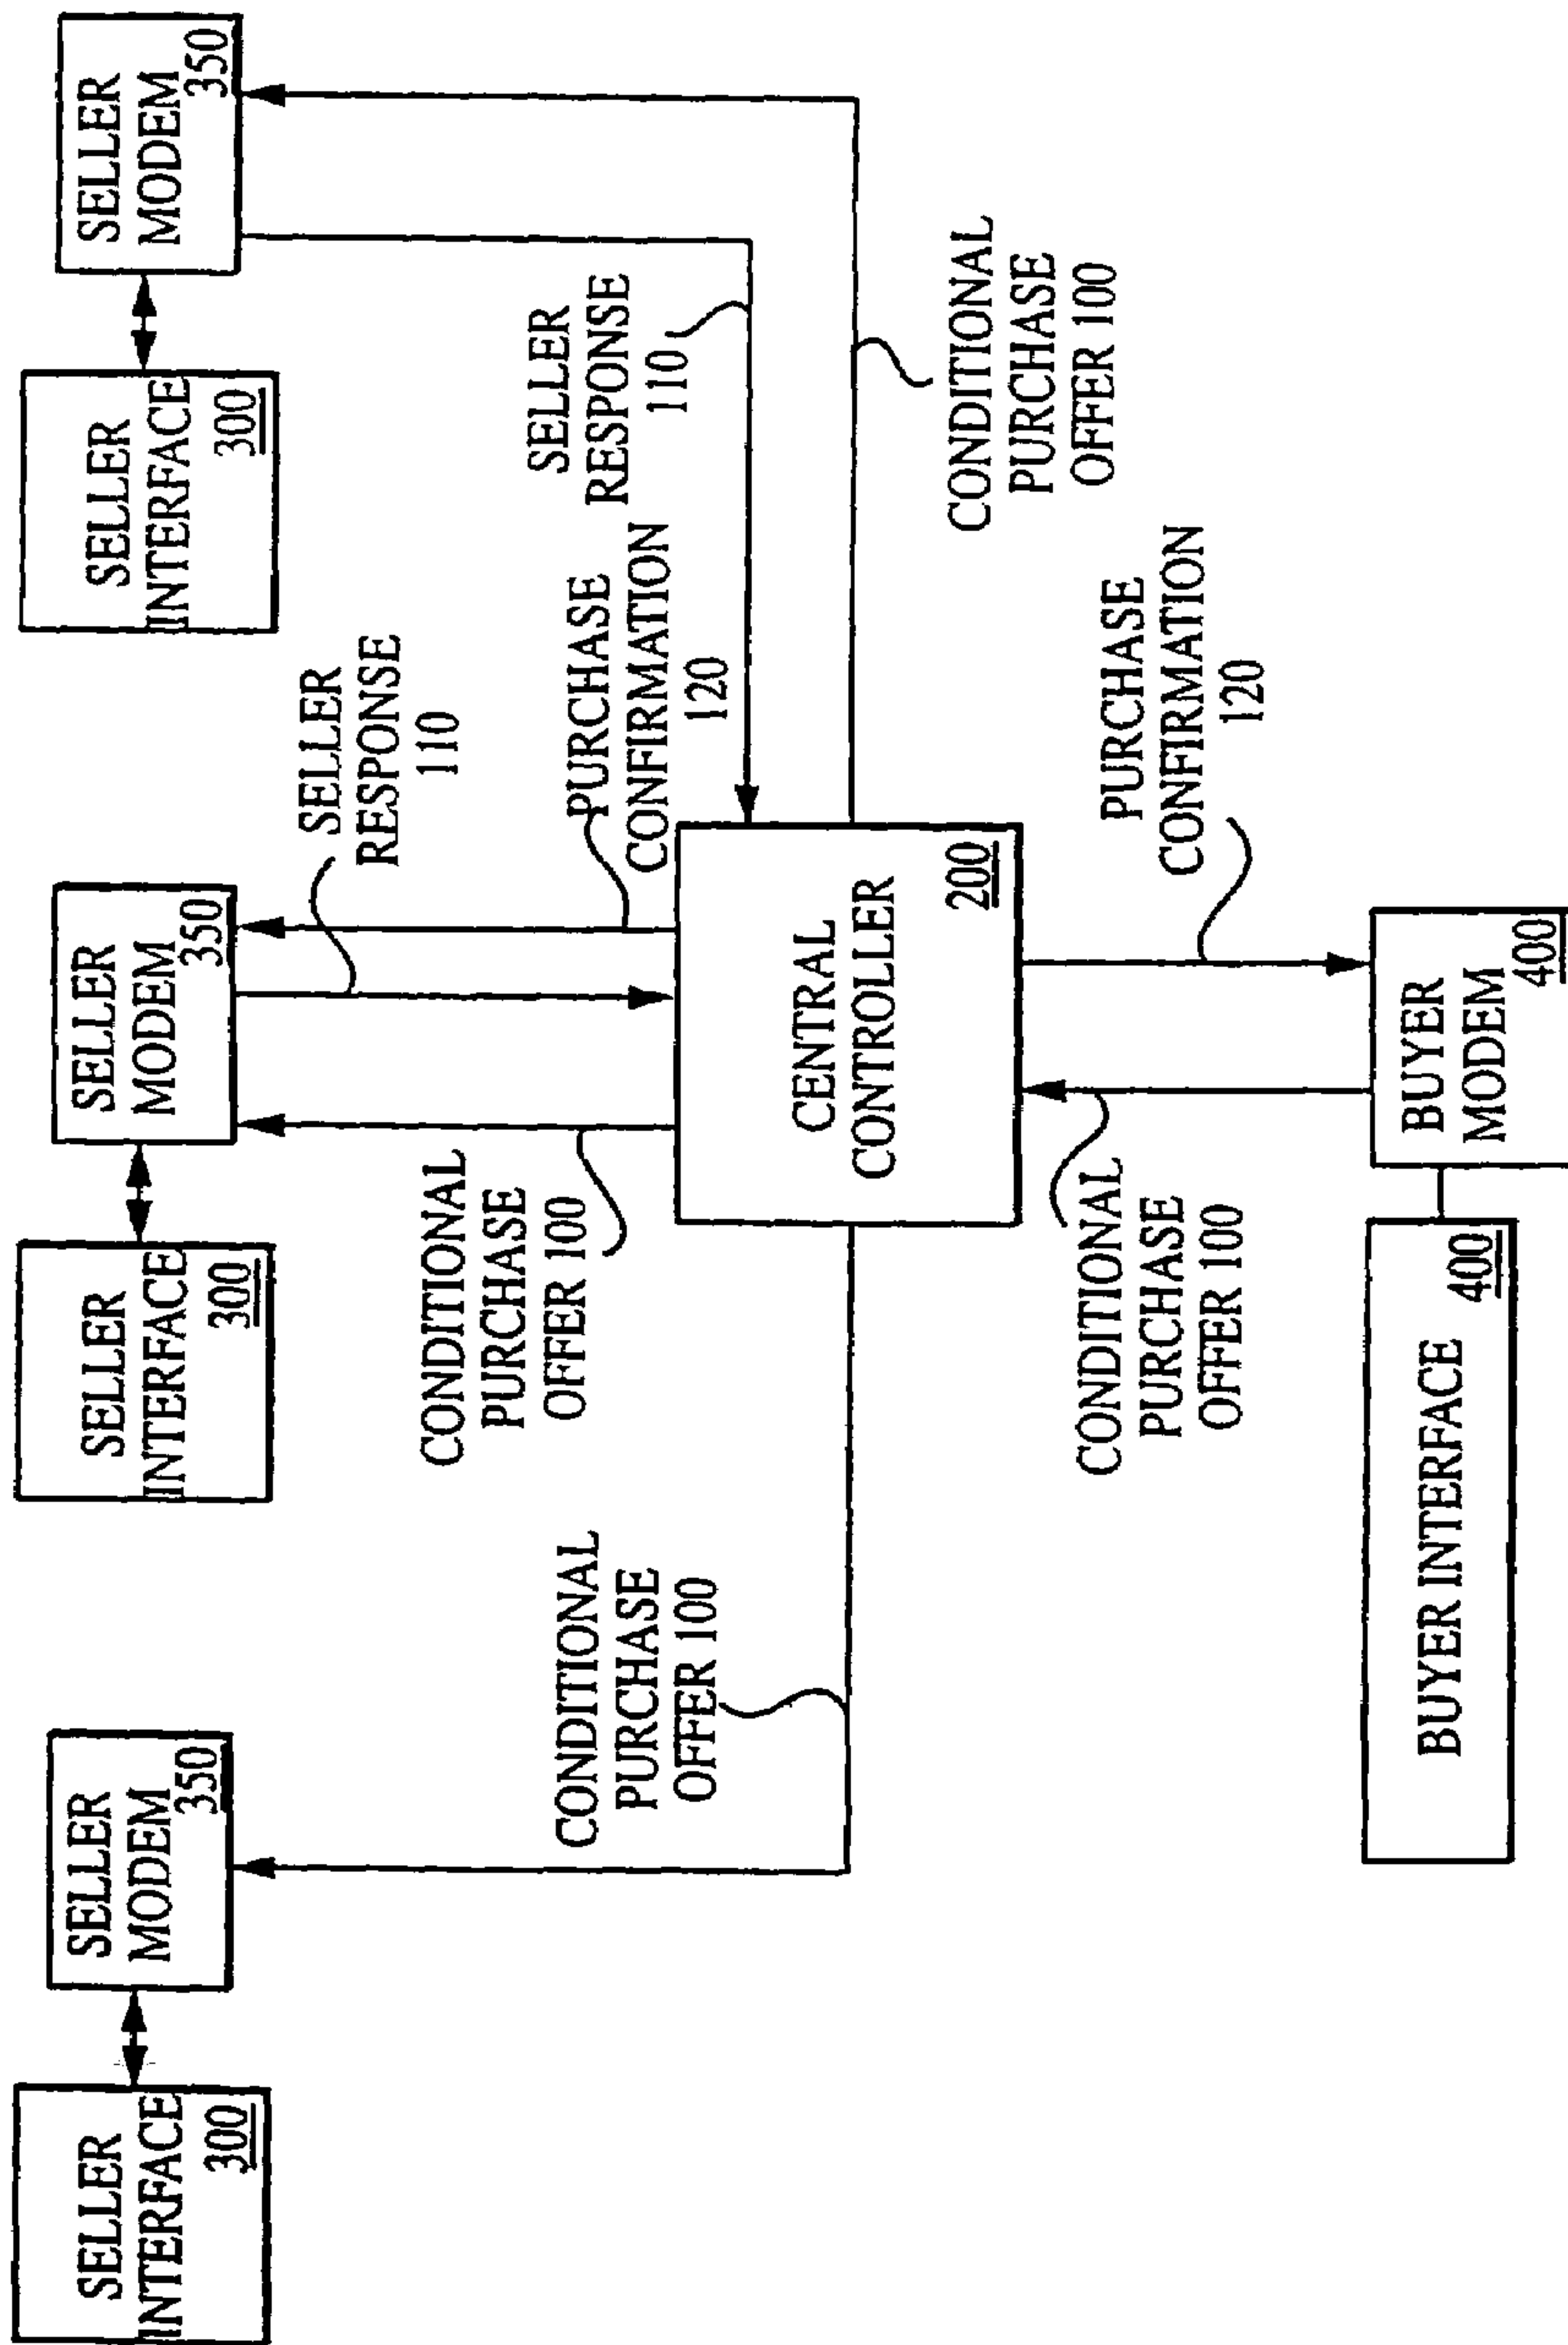 SELLER
INTERFACE
300
SELLER
MODEM
350
SELLER
INTERFACE
300
SELLER
MODEM
350
SELLER
INTERFACE
300
SELLER
MODEM
350
CONDITIONAL
PURCHASE
OFFER 100
CONDITIONAL
PURCHASE
OFFER 100
SELLER
RESPONSE
110
PURCHASE
CONFIRMATION
120
SELLER
RESPONSE
110
CONDITIONAL
PURCHASE
OFFER 100
CENTRAL
CONTROLLER
200
CONDITIONAL
PURCHASE
OFFER 100
PURCHASE
CONFIRMATION
120
BUYER INTERFACE
400
BUYER
MODEM
400